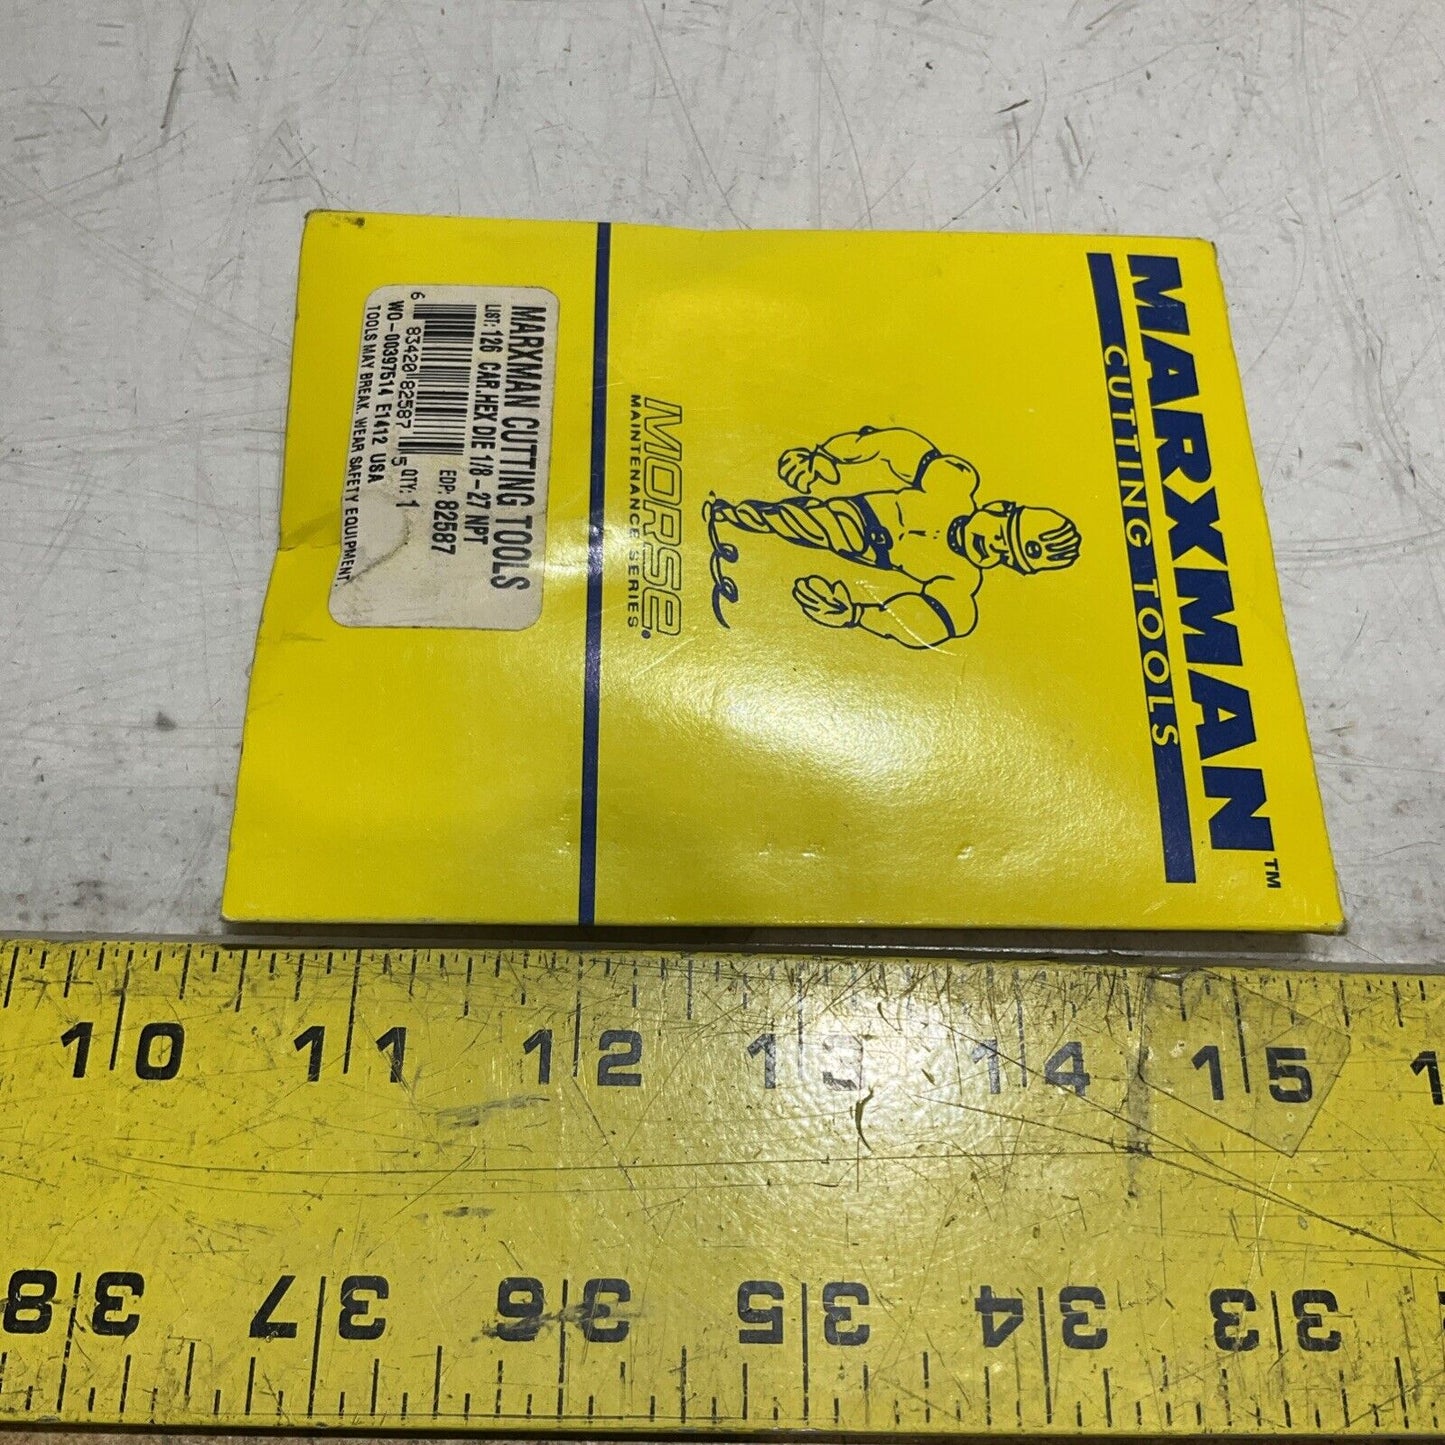 MARXMAN™
CUTTING TOOLS
MORSE®
MAINTENANCE SERIES
MARXMAN CUTTING TOOLS
LIST: 126 CAR.HEX DIE 1/8-27 NPT
EDP: 82587
6 83420 82587 5 QTY: 1
WO-00397514 E1412 USA
TOOLS MAY BREAK. WEAR SAFETY EQUIPMENT.
10 11 12 13 14 15 1
38 37 36 35 34 33